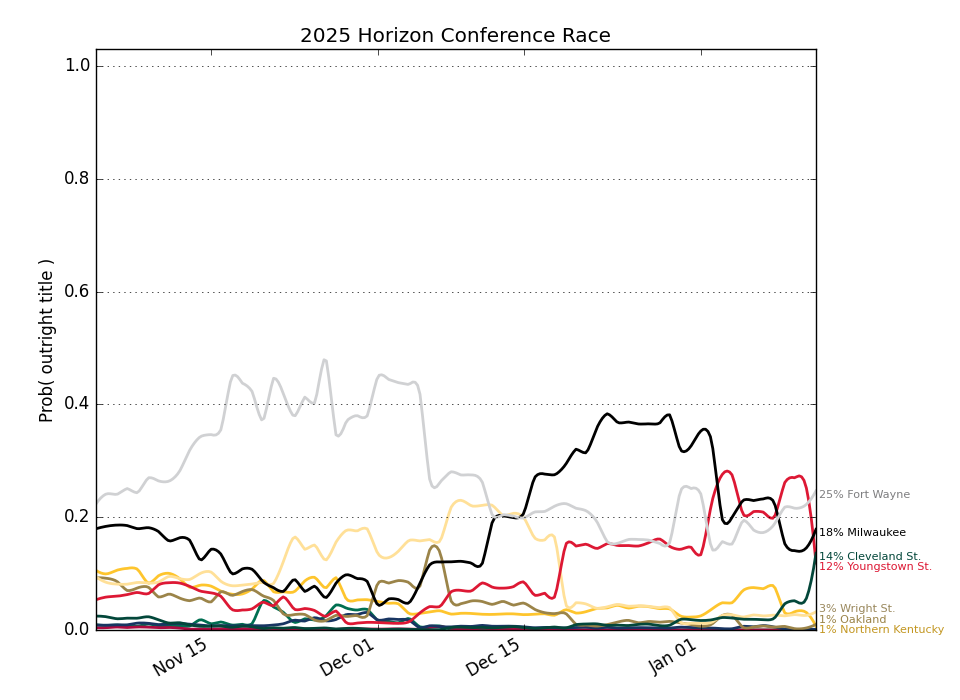 2025 Horizon Conference Race
Prob( outright title )
1.0
0.8
0.6
0.4
0.2
0.0
Nov 15
Dec 01
Dec 15
Jan 01
25% Fort Wayne
18% Milwaukee
14% Cleveland St.
12% Youngstown St.
3% Wright St.
1% Oakland
1% Northern Kentucky